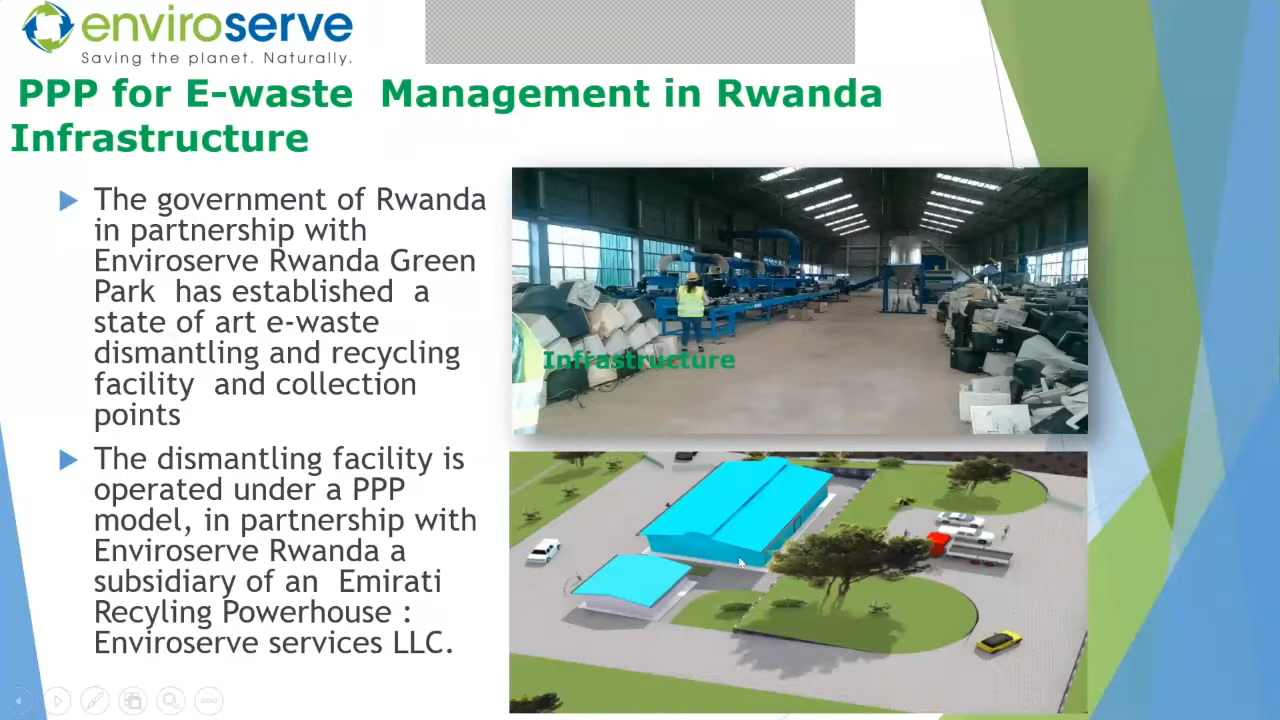 enviroserve
Saving the planet. Naturally.
PPP for E-waste Management in Rwanda
Infrastructure
The government of Rwanda
in partnership with
Enviroserve Rwanda Green
Park has established a
state of art e-waste
dismantling and recycling
facility and collection
points
Infrastructure
The dismantling facility is
operated under a PPP
model, in partnership with
Enviroserve Rwanda a
subsidiary of an Emirati
Recyling Powerhouse :
Enviroserve services LLC.